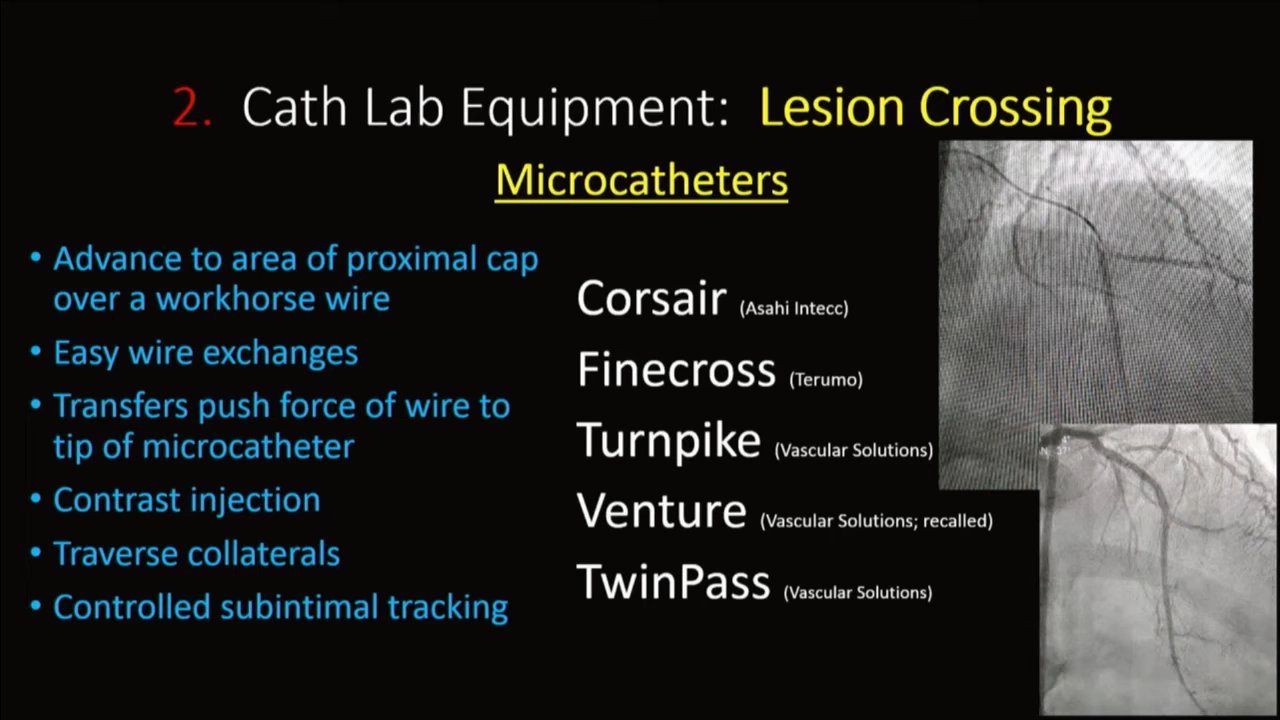 2. Cath Lab Equipment: Lesion Crossing
Microcatheters
• Advance to area of proximal cap
over a workhorse wire
• Easy wire exchanges
• Transfers push force of wire to
tip of microcatheter
• Contrast injection
• Traverse collaterals
• Controlled subintimal tracking
Corsair (Asahi Intecc)
Finecross (Terumo)
Turnpike (Vascular Solutions)
Venture (Vascular Solutions; recalled)
TwinPass (Vascular Solutions)